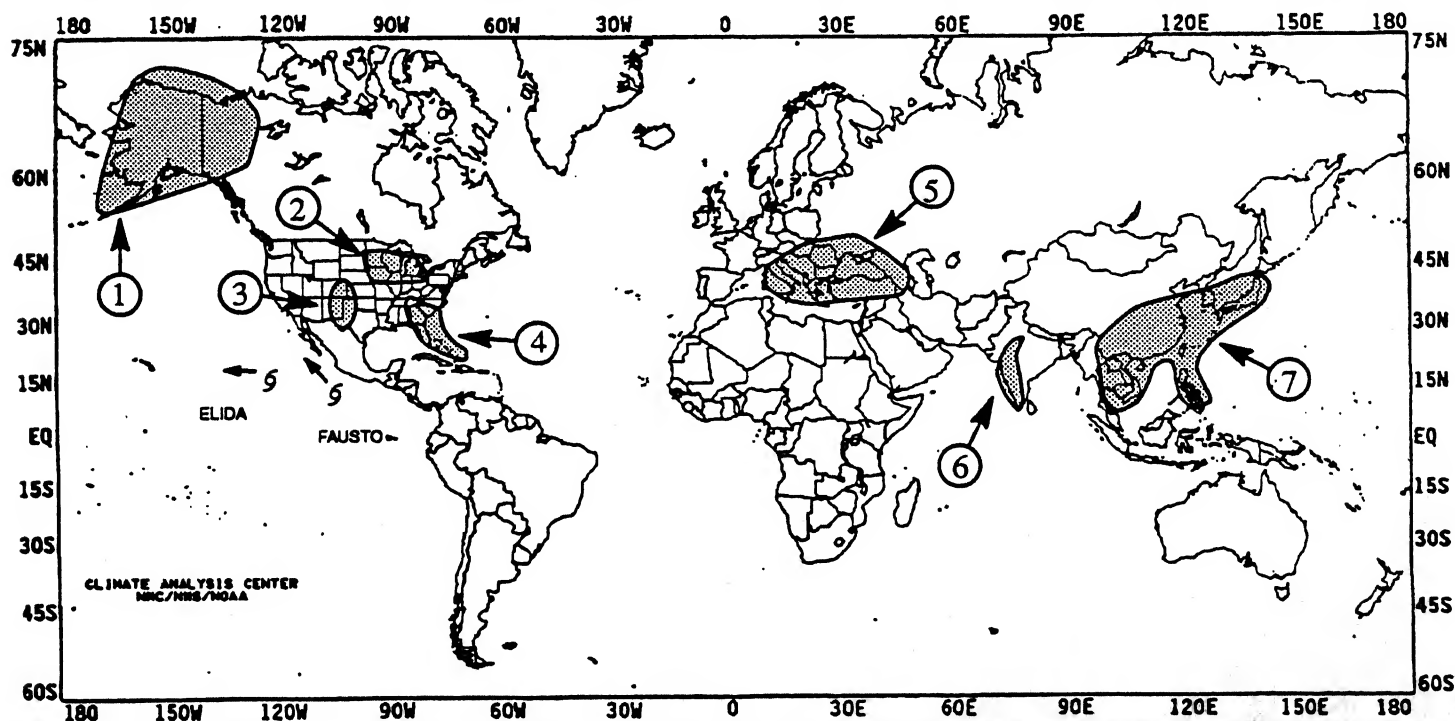 180 150W 120W 90W 60W 30W 0 30E 60E 90E 120E 150E 180
75N 75N
60N 60N
45N 45N
30N 30N
15N 15N
EQ EQ
15S 15S
30S 30S
45S 45S
60S 60S
1
2
3
4
5
6
7
ELIDA
FAUSTO
CLIMATE ANALYSIS CENTER
NMC/NWS/NOAA
180 150W 120W 90W 60W 30W 0 30E 60E 90E 120E 150E 180